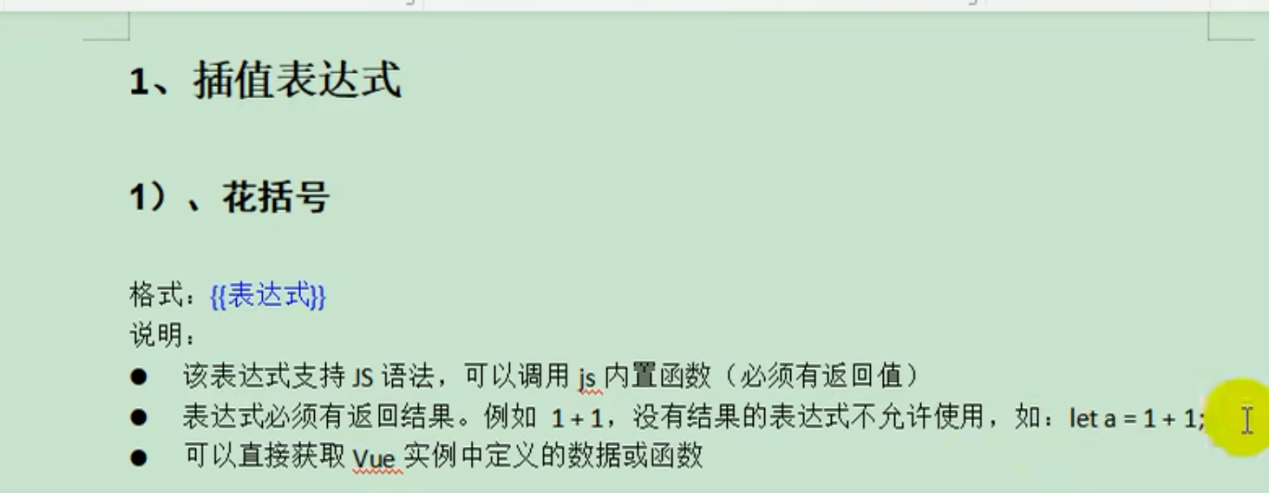 1、插值表达式
1）、花括号
格式：{{表达式}}
说明：
● 该表达式支持 JS 语法，可以调用 js 内置函数（必须有返回值）
● 表达式必须有返回结果。例如 1 + 1，没有结果的表达式不允许使用，如：let a = 1 + 1;
● 可以直接获取 Vue 实例中定义的数据或函数